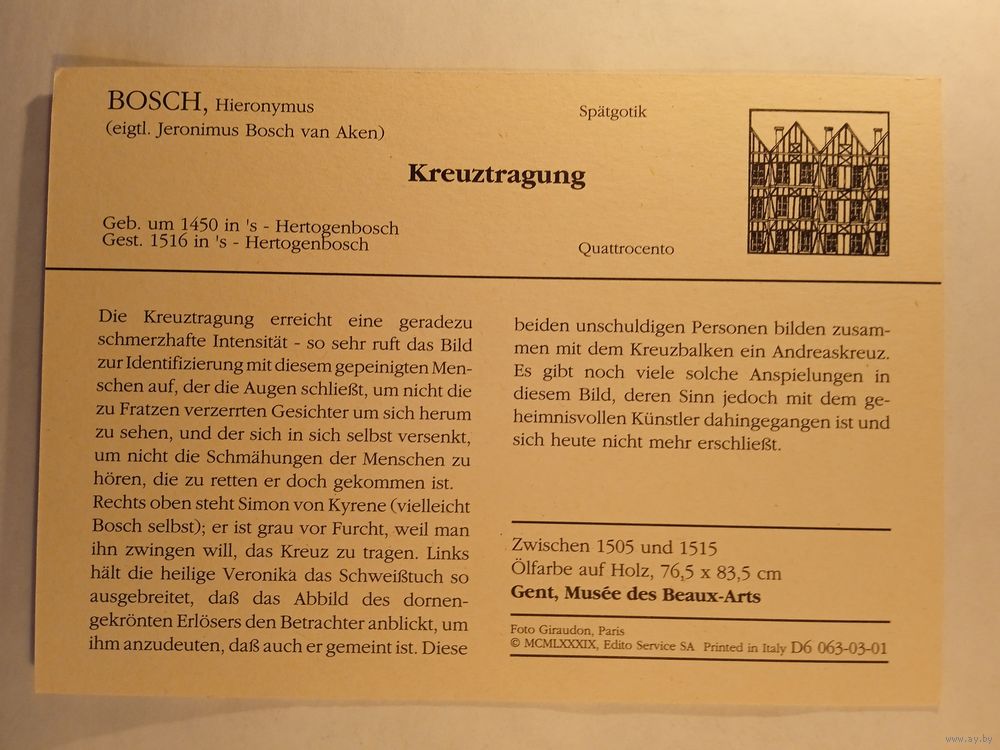 BOSCH, Hieronymus
(eigtl. Jeronimus Bosch van Aken)
Spätgotik
Kreuztragung
Geb. um 1450 in 's - Hertogenbosch
Gest. 1516 in 's - Hertogenbosch
Quattrocento
Die Kreuztragung erreicht eine geradezu
schmerzhafte Intensität - so sehr ruft das Bild
zur Identifizierung mit diesem gepeinigten Men-
schen auf, der die Augen schließt, um nicht die
zu Fratzen verzerrten Gesichter um sich herum
zu sehen, und der sich in sich selbst versenkt,
um nicht die Schmähungen der Menschen zu
hören, die zu retten er doch gekommen ist.
Rechts oben steht Simon von Kyrene (vielleicht
Bosch selbst); er ist grau vor Furcht, weil man
ihn zwingen will, das Kreuz zu tragen. Links
hält die heilige Veronika das Schweißtuch so
ausgebreitet, daß das Abbild des dornen-
gekrönten Erlösers den Betrachter anblickt, um
ihm anzudeuten, daß auch er gemeint ist. Diese
beiden unschuldigen Personen bilden zusam-
men mit dem Kreuzbalken ein Andreaskreuz.
Es gibt noch viele solche Anspielungen in
diesem Bild, deren Sinn jedoch mit dem ge-
heimnisvollen Künstler dahingegangen ist und
sich heute nicht mehr erschließt.
Zwischen 1505 und 1515
Ölfarbe auf Holz, 76,5 x 83,5 cm
Gent, Musée des Beaux-Arts
Foto Giraudon, Paris
© MCMLXXXIX, Edito Service SA Printed in Italy D6 063-03-01
www.ay.by